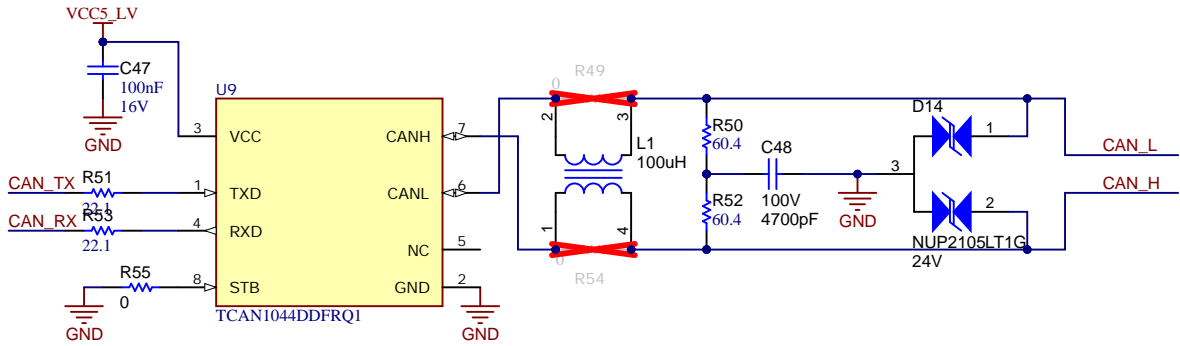 VCC5_LV
C47
100nF
16V
GND
U9
3 VCC
CANH 7
CAN_TX R51 22.1 1 TXD
CANL 6
CAN_RX R53 22.1 4 RXD
NC 5
R55 0 8 STB
GND 2
GND
GND
TCAN1044DDFRQ1
R49
0
2 3
L1
100uH
1 4
0
R54
R50
60.4
C48
100V
4700pF
R52
60.4
GND
D14
1
3
2
NUP2105LT1G
24V
CAN_L
CAN_H